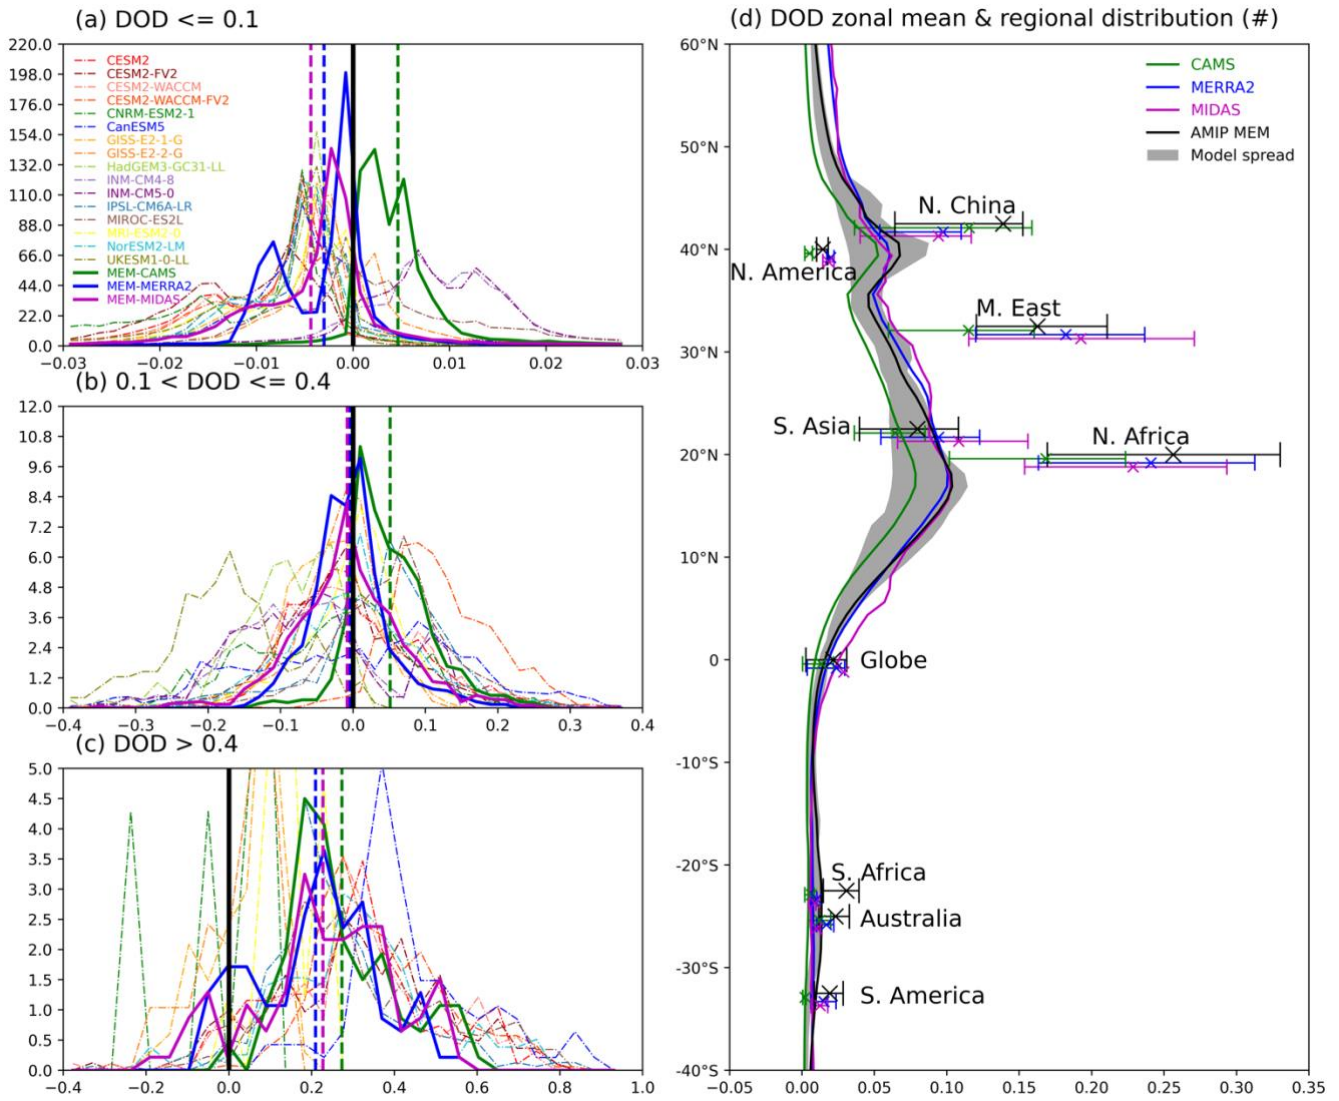 (a) DOD <= 0.1
220.0
198.0
176.0
154.0
132.0
110.0
88.0
66.0
44.0
22.0
0.0
CESM2
CESM2-FV2
CESM2-WACCM
CESM2-WACCM-FV2
CNRM-ESM2-1
CanESM5
GISS-E2-1-G
GISS-E2-2-G
HadGEM3-GC31-LL
INM-CM4-8
INM-CM5-0
IPSL-CM6A-LR
MIROC-ES2L
MRI-ESM2-0
NorESM2-LM
UKESM1-0-LL
MEM-CAMS
MEM-MERRA2
MEM-MIDAS
−0.03 −0.02 −0.01 0.00 0.01 0.02 0.03
(b) 0.1 < DOD <= 0.4
12.0
10.8
9.6
8.4
7.2
6.0
4.8
3.6
2.4
1.2
0.0
−0.4 −0.3 −0.2 −0.1 0.0 0.1 0.2 0.3 0.4
(c) DOD > 0.4
5.0
4.5
4.0
3.5
3.0
2.5
2.0
1.5
1.0
0.5
0.0
−0.4 −0.2 0.0 0.2 0.4 0.6 0.8 1.0
(d) DOD zonal mean & regional distribution (#)
60°N
50°N
40°N
30°N
20°N
10°N
0
-10°S
-20°S
-30°S
-40°S
CAMS
MERRA2
MIDAS
AMIP MEM
Model spread
N. China
N. America
M. East
S. Asia
N. Africa
Globe
S. Africa
Australia
S. America
−0.05 0.00 0.05 0.10 0.15 0.20 0.25 0.30 0.35